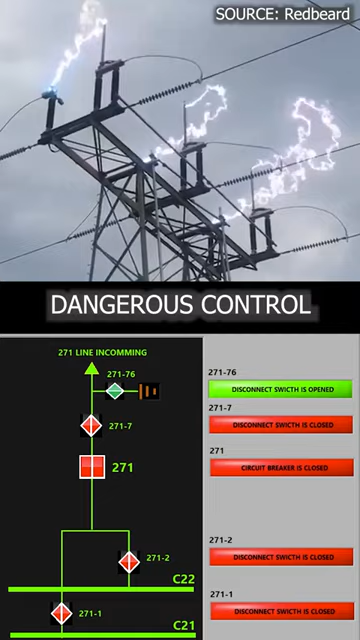 SOURCE: Redbeard
DANGEROUS CONTROL
271 LINE INCOMMING
271-76
271-7
271
271-2
C22
271-1
C21
271-76
DISCONNECT SWICTH IS OPENED
271-7
DISCONNECT SWICTH IS CLOSED
271
CIRCUIT BREAKER IS CLOSED
271-2
DISCONNECT SWICTH IS CLOSED
271-1
DISCONNECT SWICTH IS CLOSED